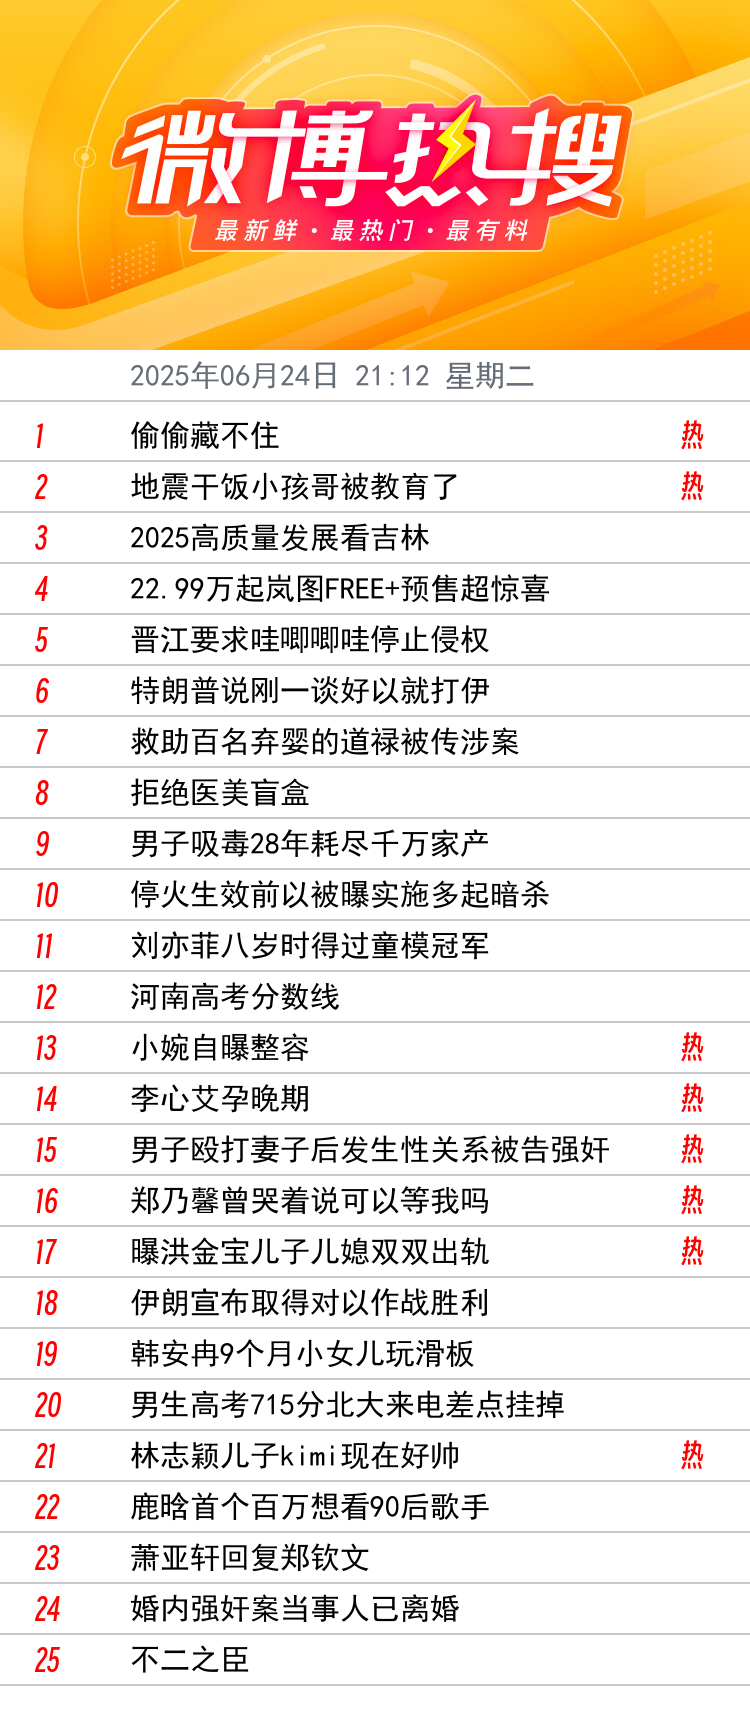 微博热搜
最新鲜·最热门·最有料
2025年06月24日 21:12 星期二
1 偷偷藏不住 热
2 地震干饭小孩哥被教育了 热
3 2025高质量发展看吉林
4 22.99万起岚图FREE+预售超惊喜
5 晋江要求哇唧唧哇停止侵权
6 特朗普说刚一谈好以就打伊
7 救助百名弃婴的道禄被传涉案
8 拒绝医美盲盒
9 男子吸毒28年耗尽千万家产
10 停火生效前以被曝实施多起暗杀
11 刘亦菲八岁时得过童模冠军
12 河南高考分数线
13 小婉自曝整容 热
14 李心艾孕晚期 热
15 男子殴打妻子后发生性关系被告强奸 热
16 郑乃馨曾哭着说可以等我吗 热
17 曝洪金宝儿子儿媳双双出轨 热
18 伊朗宣布取得对以作战胜利
19 韩安冉9个月小女儿玩滑板
20 男生高考715分北大来电差点挂掉
21 林志颖儿子kimi现在好帅 热
22 鹿晗首个百万想看90后歌手
23 萧亚轩回复郑钦文
24 婚内强奸案当事人已离婚
25 不二之臣